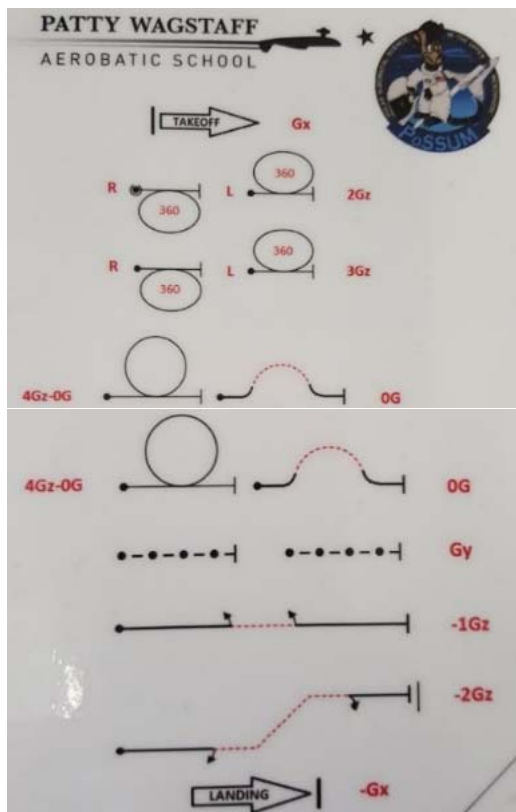 PATTY WAGSTAFF
AEROBATIC SCHOOL
PoSSUM
TAKEOFF Gx
R 360 L 360 2Gz
R 360 L 360 3Gz
4Gz-0G 0G
4Gz-0G 0G
Gy
-1Gz
-2Gz
LANDING -Gx